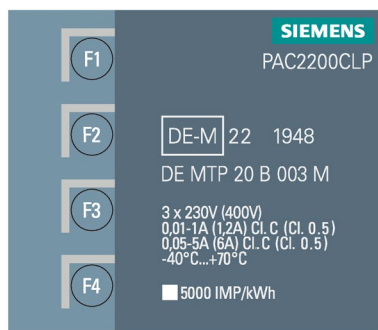 SIEMENS
PAC2200CLP
F1
F2
F3
F4
DE-M 22 1948
DE MTP 20 B 003 M
3 x 230V (400V)
0,01-1A (1,2A) Cl.C (Cl. 0.5)
0,05-5A (6A) Cl.C (Cl. 0.5)
-40°C...+70°C
5000 IMP/kWh